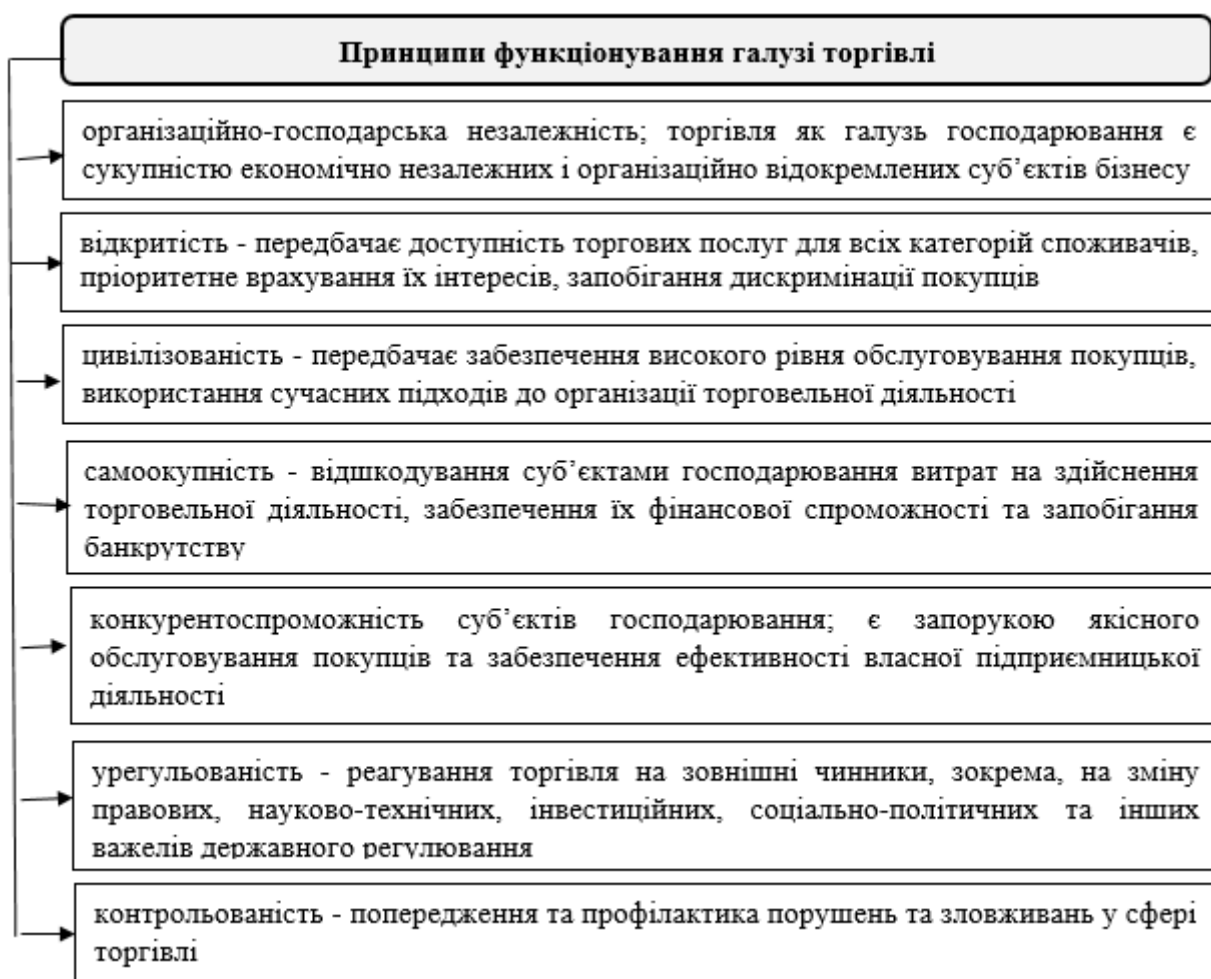 Принципи функціонування галузі торгівлі
організаційно-господарська незалежність; торгівля як галузь господарювання є
сукупністю економічно незалежних і організаційно відокремлених суб’єктів бізнесу
відкритість - передбачає доступність торгових послуг для всіх категорій споживачів,
пріоритетне врахування їх інтересів, запобігання дискримінації покупців
цивілізованість - передбачає забезпечення високого рівня обслуговування покупців,
використання сучасних підходів до організації торговельної діяльності
самоокупність - відшкодування суб’єктами господарювання витрат на здійснення
торговельної діяльності, забезпечення їх фінансової спроможності та запобігання
банкрутству
конкурентоспроможність суб’єктів господарювання; є запорукою якісного
обслуговування покупців та забезпечення ефективності власної підприємницької
діяльності
урегульованість - реагування торгівля на зовнішні чинники, зокрема, на зміну
правових, науково-технічних, інвестиційних, соціально-політичних та інших
важелів державного регулювання
контрольованість - попередження та профілактика порушень та зловживань у сфері
торгівлі